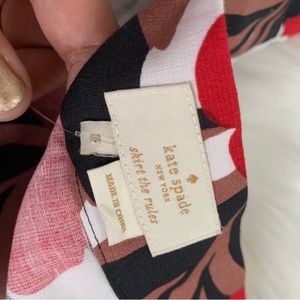 kate spade
NEW YORK
skirt the rules
8
MADE IN CHINA